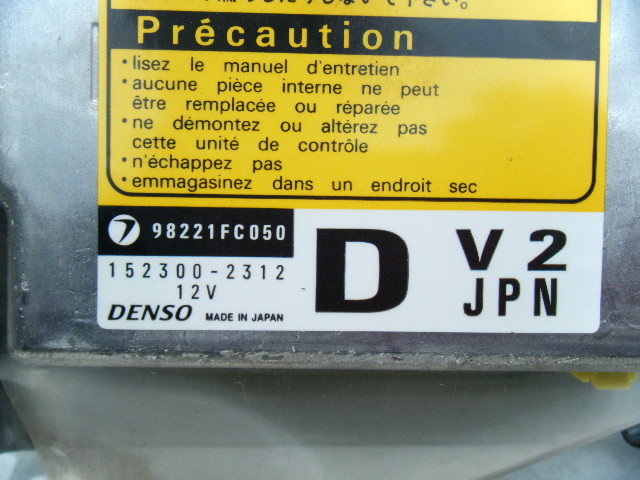 Précaution
•lisez le manuel d'entretien
•aucune pièce interne ne peut
être remplacée ou réparée
•ne démontez ou altérez pas
cette unité de contrôle
•n'échappez pas
•emmagasinez dans un endroit sec
98221FC050
152300-2312
12V
DENSO MADE IN JAPAN
D
V2
JPN